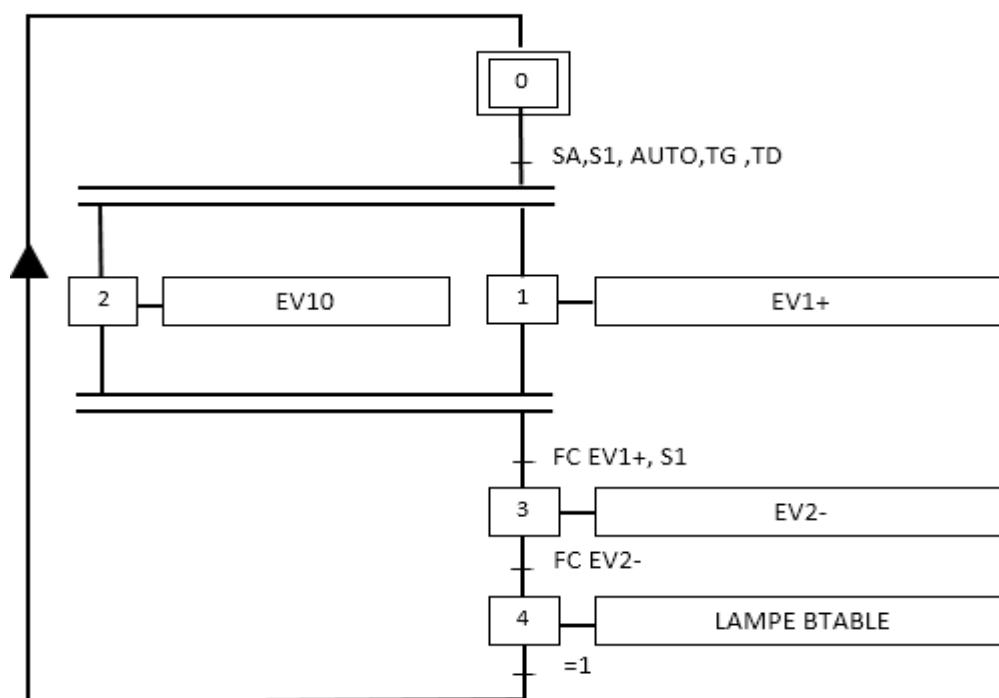 0
SA,S1, AUTO,TG ,TD
2
EV10
1
EV1+
FC EV1+, S1
3
EV2-
FC EV2-
4
LAMPE BTABLE
=1